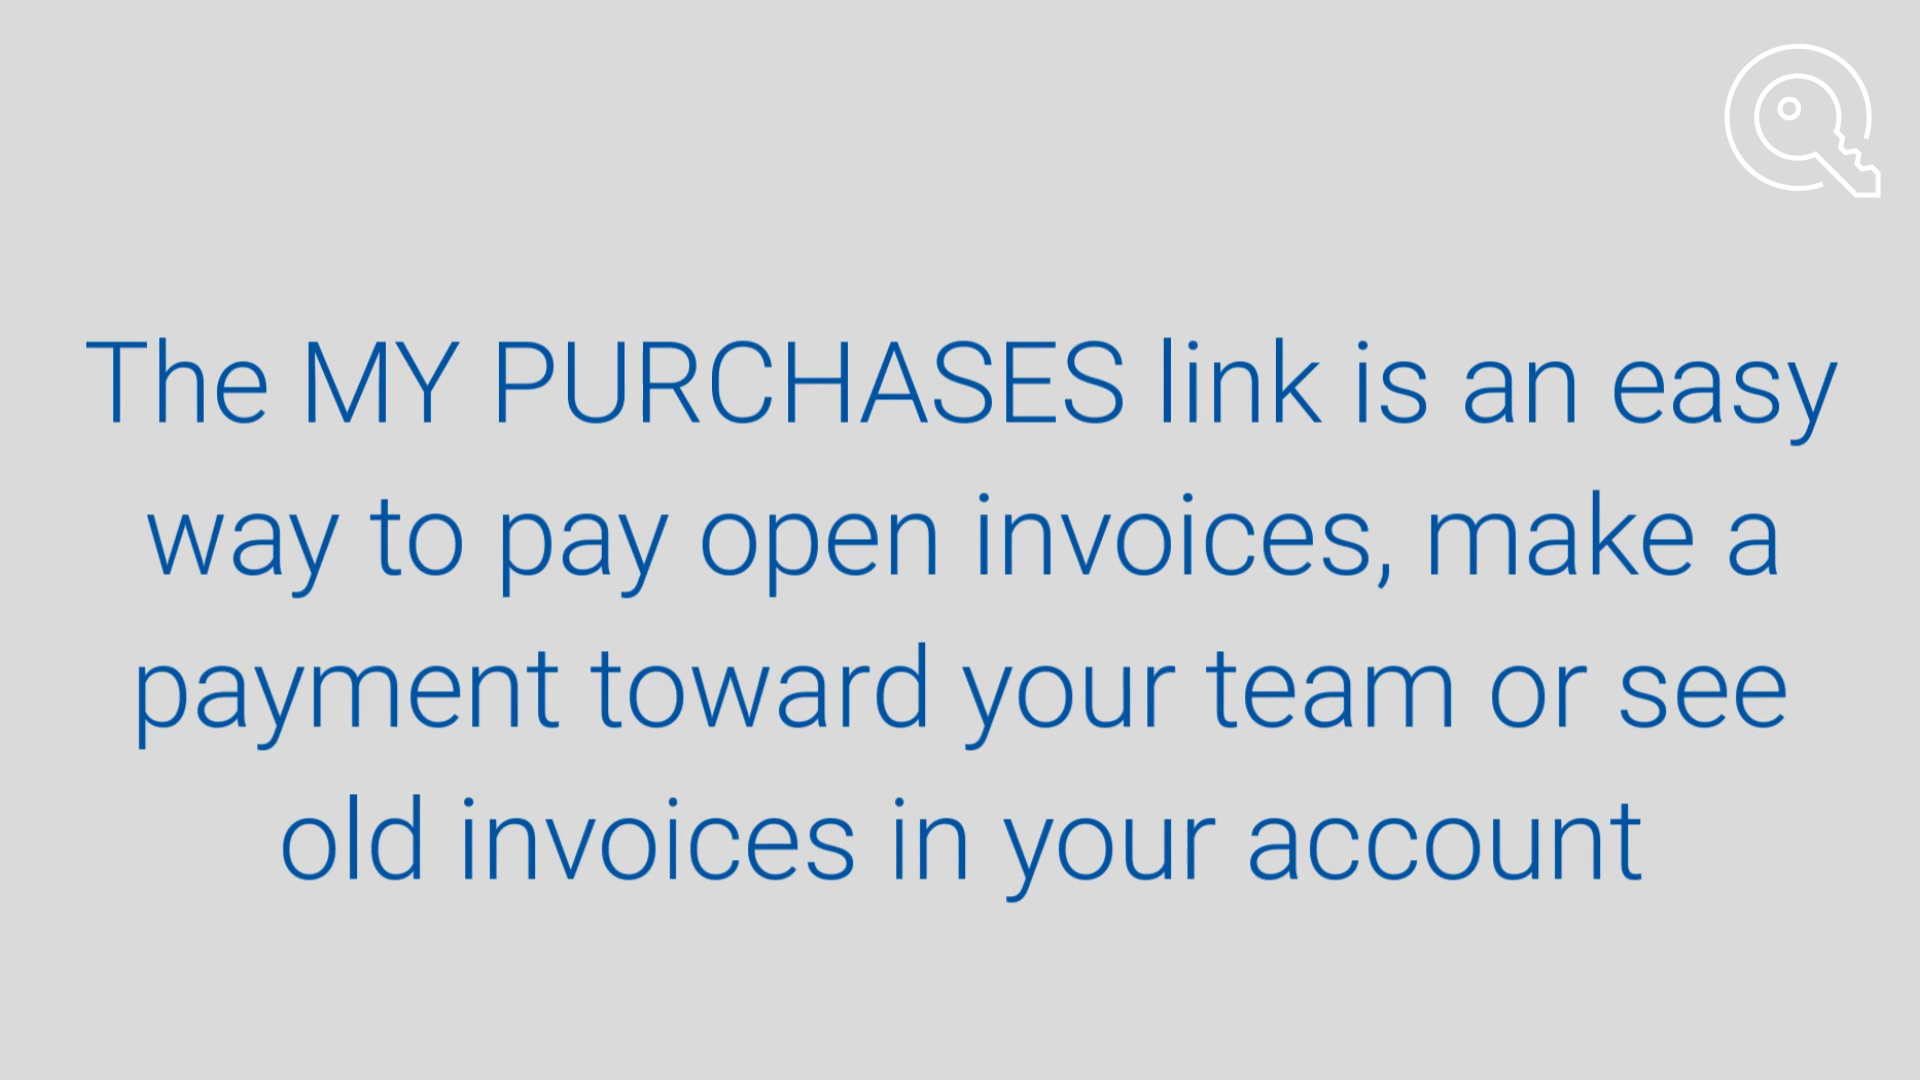 The MY PURCHASES link is an easy
way to pay open invoices, make a
payment toward your team or see
old invoices in your account